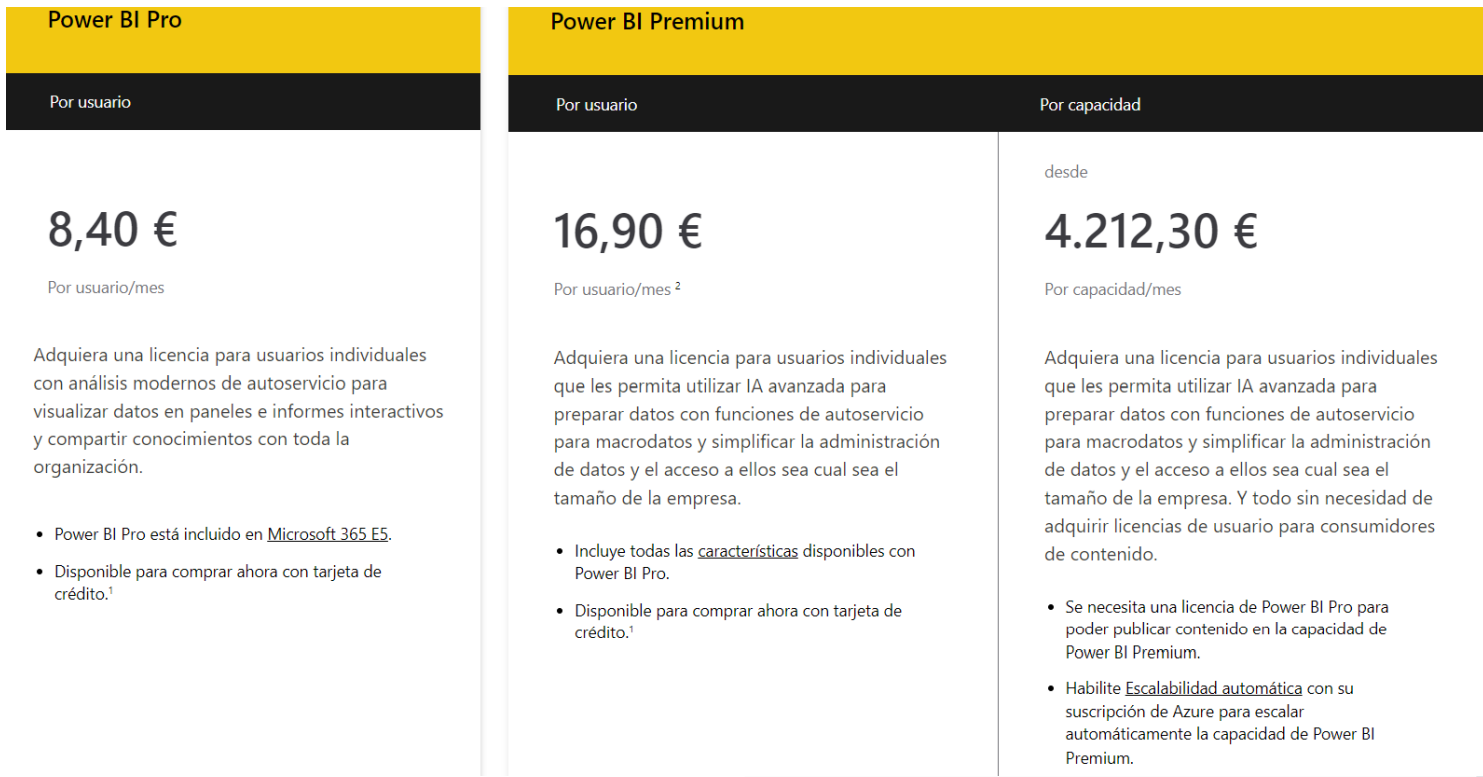 Power BI Pro
Por usuario
8,40 €
Por usuario/mes
Adquiera una licencia para usuarios individuales
con análisis modernos de autoservicio para
visualizar datos en paneles e informes interactivos
y compartir conocimientos con toda la
organización.
• Power BI Pro está incluido en Microsoft 365 E5.
• Disponible para comprar ahora con tarjeta de
crédito.¹
Power BI Premium
Por usuario
16,90 €
Por usuario/mes ²
Adquiera una licencia para usuarios individuales
que les permita utilizar IA avanzada para
preparar datos con funciones de autoservicio
para macrodatos y simplificar la administración
de datos y el acceso a ellos sea cual sea el
tamaño de la empresa.
• Incluye todas las características disponibles con
Power BI Pro.
• Disponible para comprar ahora con tarjeta de
crédito.¹
Por capacidad
desde
4.212,30 €
Por capacidad/mes
Adquiera una licencia para usuarios individuales
que les permita utilizar IA avanzada para
preparar datos con funciones de autoservicio
para macrodatos y simplificar la administración
de datos y el acceso a ellos sea cual sea el
tamaño de la empresa. Y todo sin necesidad de
adquirir licencias de usuario para consumidores
de contenido.
• Se necesita una licencia de Power BI Pro para
poder publicar contenido en la capacidad de
Power BI Premium.
• Habilite Escalabilidad automática con su
suscripción de Azure para escalar
automáticamente la capacidad de Power BI
Premium.